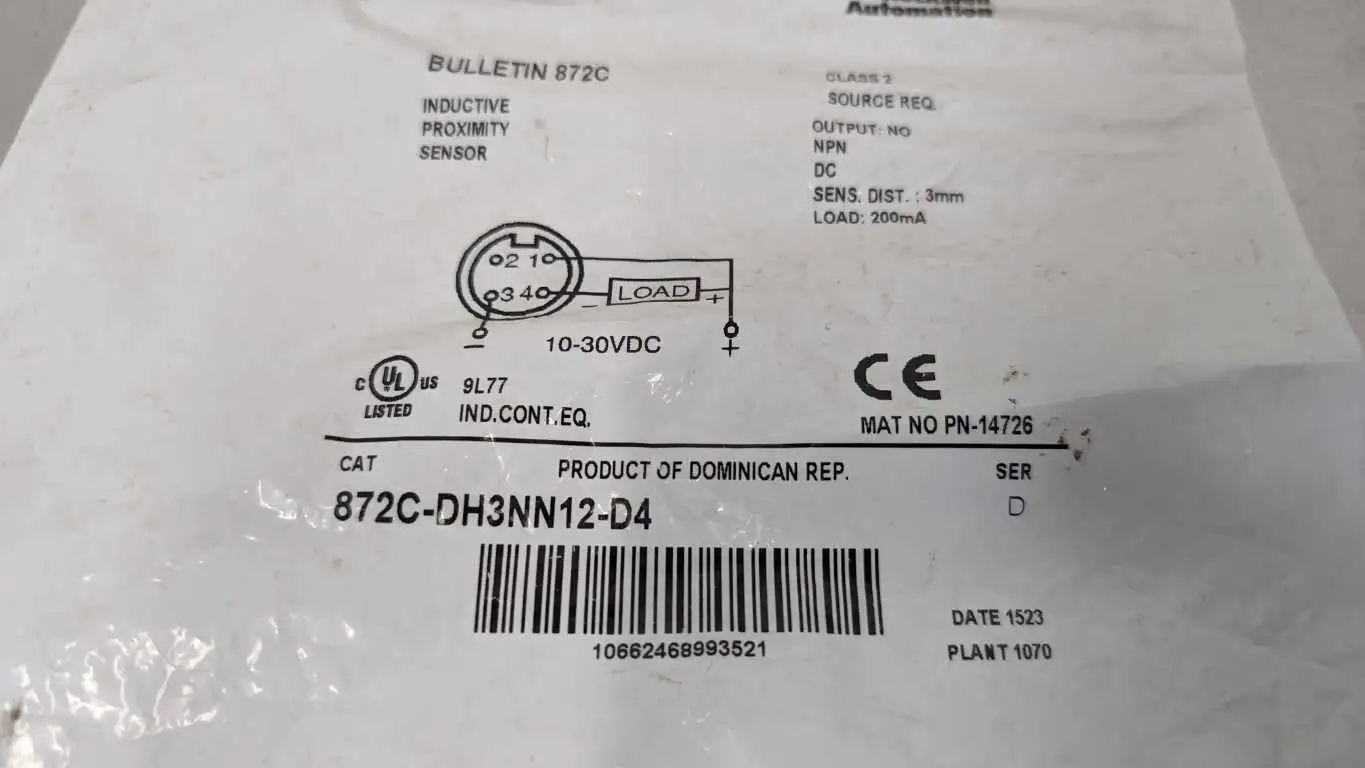 Automation
BULLETIN 872C
INDUCTIVE
PROXIMITY
SENSOR
CLASS 2
SOURCE REQ.
OUTPUT: NO
NPN
DC
SENS. DIST. : 3mm
LOAD: 200mA
2 1
3 4
LOAD
- +
- 10-30VDC +
C UL US
LISTED
9L77
IND.CONT.EQ.
CE
MAT NO PN-14726
CAT
PRODUCT OF DOMINICAN REP.
SER
872C-DH3NN12-D4
D
10662468993521
DATE 1523
PLANT 1070